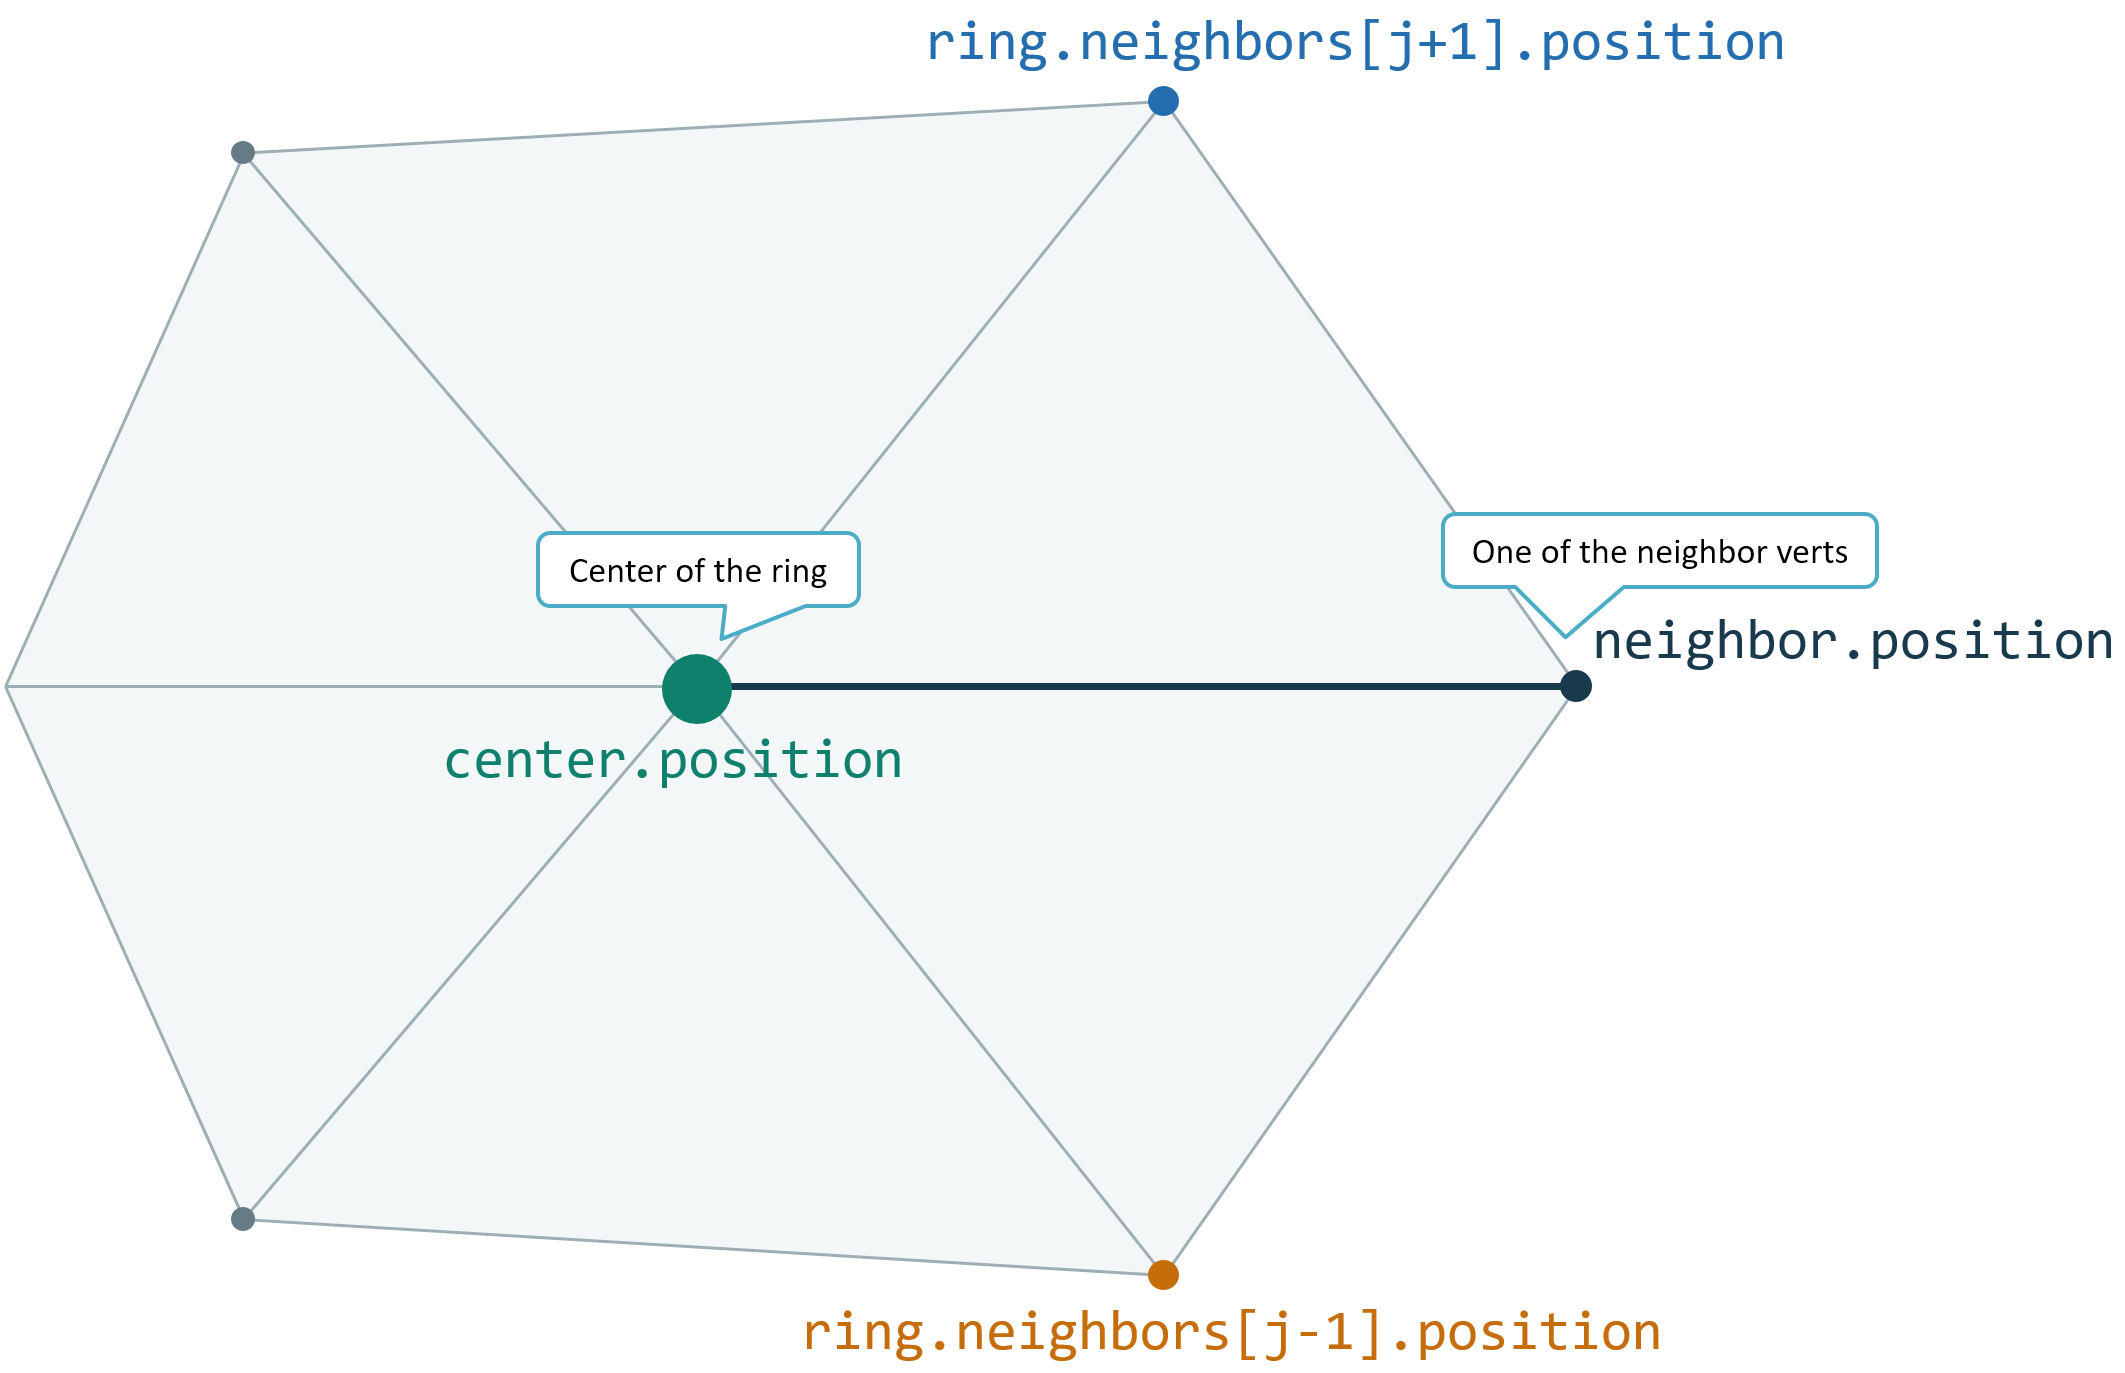 ring.neighbors[j+1].position
One of the neighbor verts
Center of the ring
neighbor.position
center.position
ring.neighbors[j-1].position